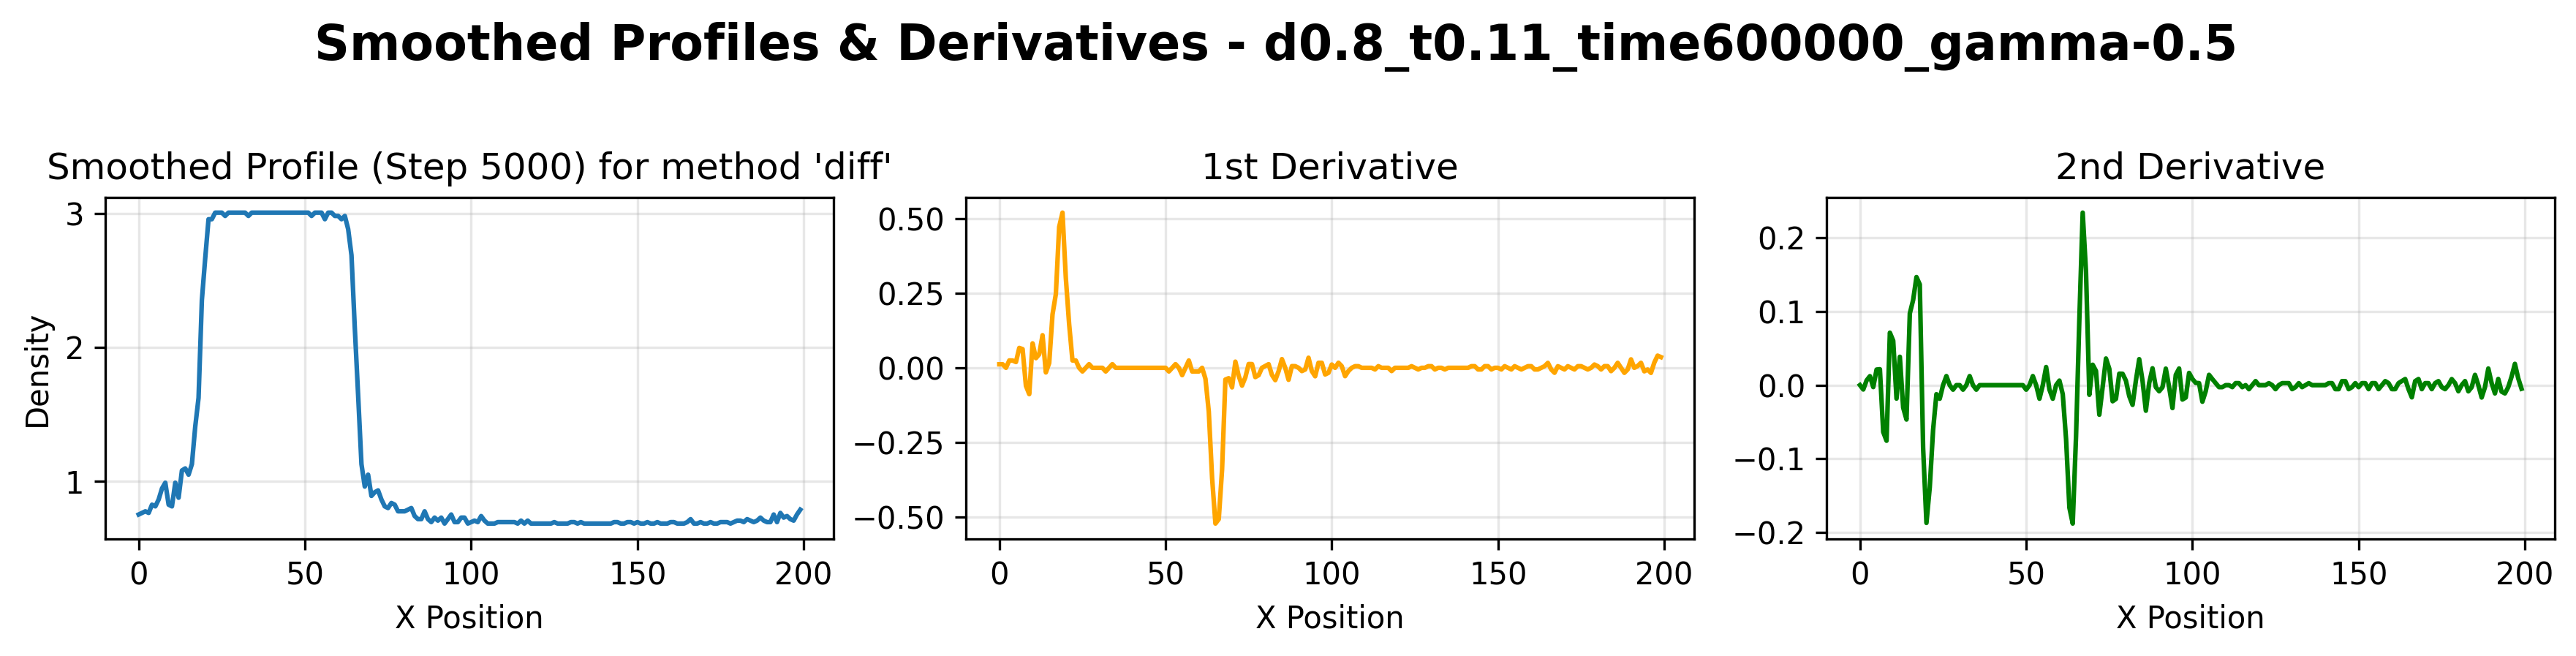 Smoothed Profiles & Derivatives - d0.8_t0.11_time600000_gamma-0.5
Smoothed Profile (Step 5000) for method 'diff'
Density
3
2
1
0 50 100 150 200
X Position
1st Derivative
0.50
0.25
0.00
−0.25
−0.50
0 50 100 150 200
X Position
2nd Derivative
0.2
0.1
0.0
−0.1
−0.2
0 50 100 150 200
X Position